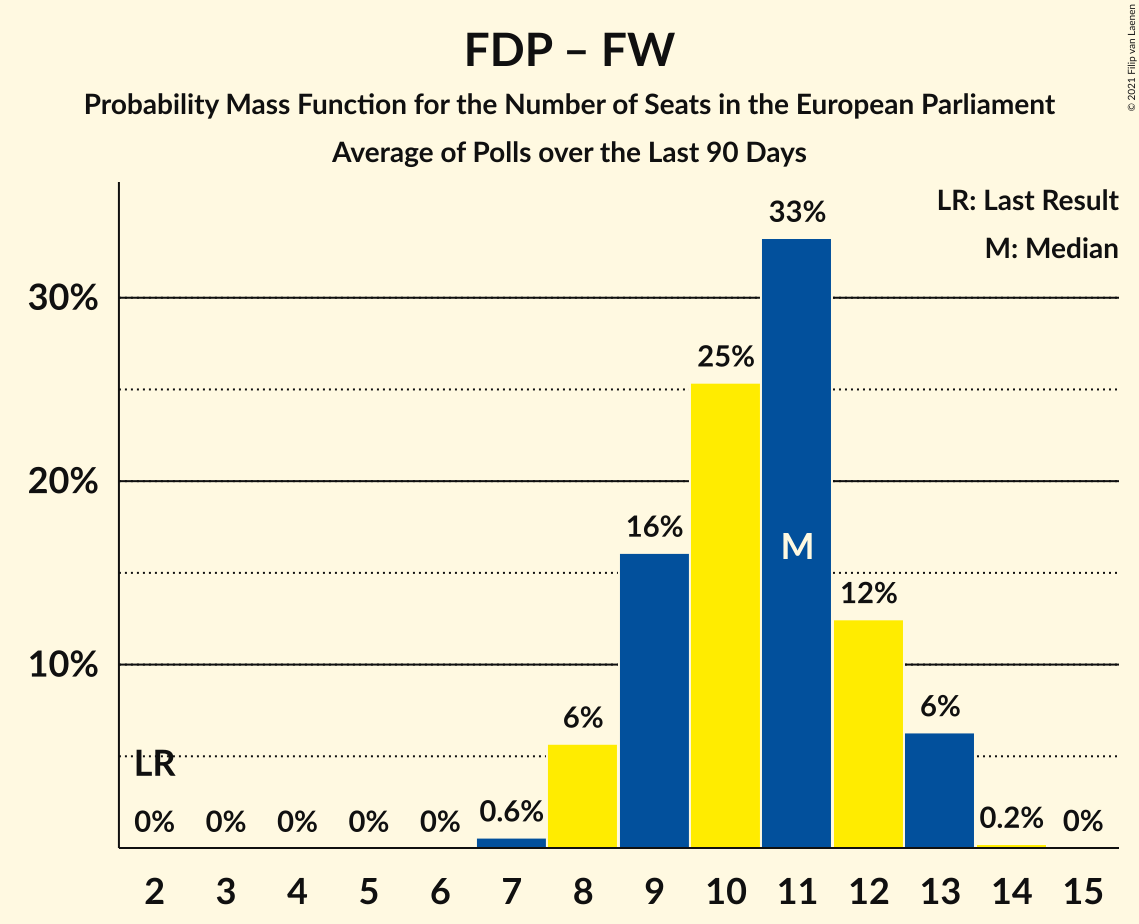 FDP – FW
Probability Mass Function for the Number of Seats in the European Parliament
Average of Polls over the Last 90 Days
© 2021 Filip van Laenen
LR: Last Result
M: Median
30%
20%
10%
LR
0%
0%
0%
0%
0%
0.6%
6%
16%
25%
33%
M
12%
6%
0.2%
0%
2 3 4 5 6 7 8 9 10 11 12 13 14 15